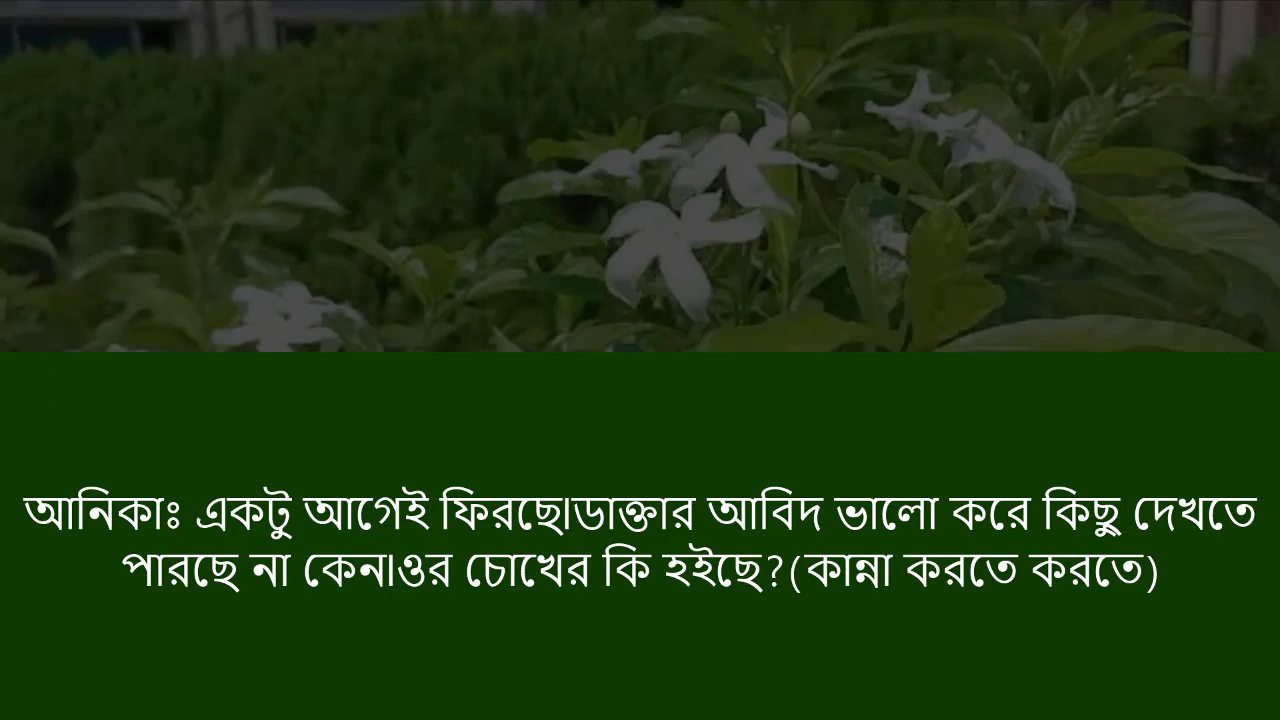 আনিকাঃ একটু আগেই ফিরছে।ডাক্তার আবিদ ভালো করে কিছু দেখতে
পারছে না কেন।ওর চোখের কি হইছে?(কান্না করতে করতে)